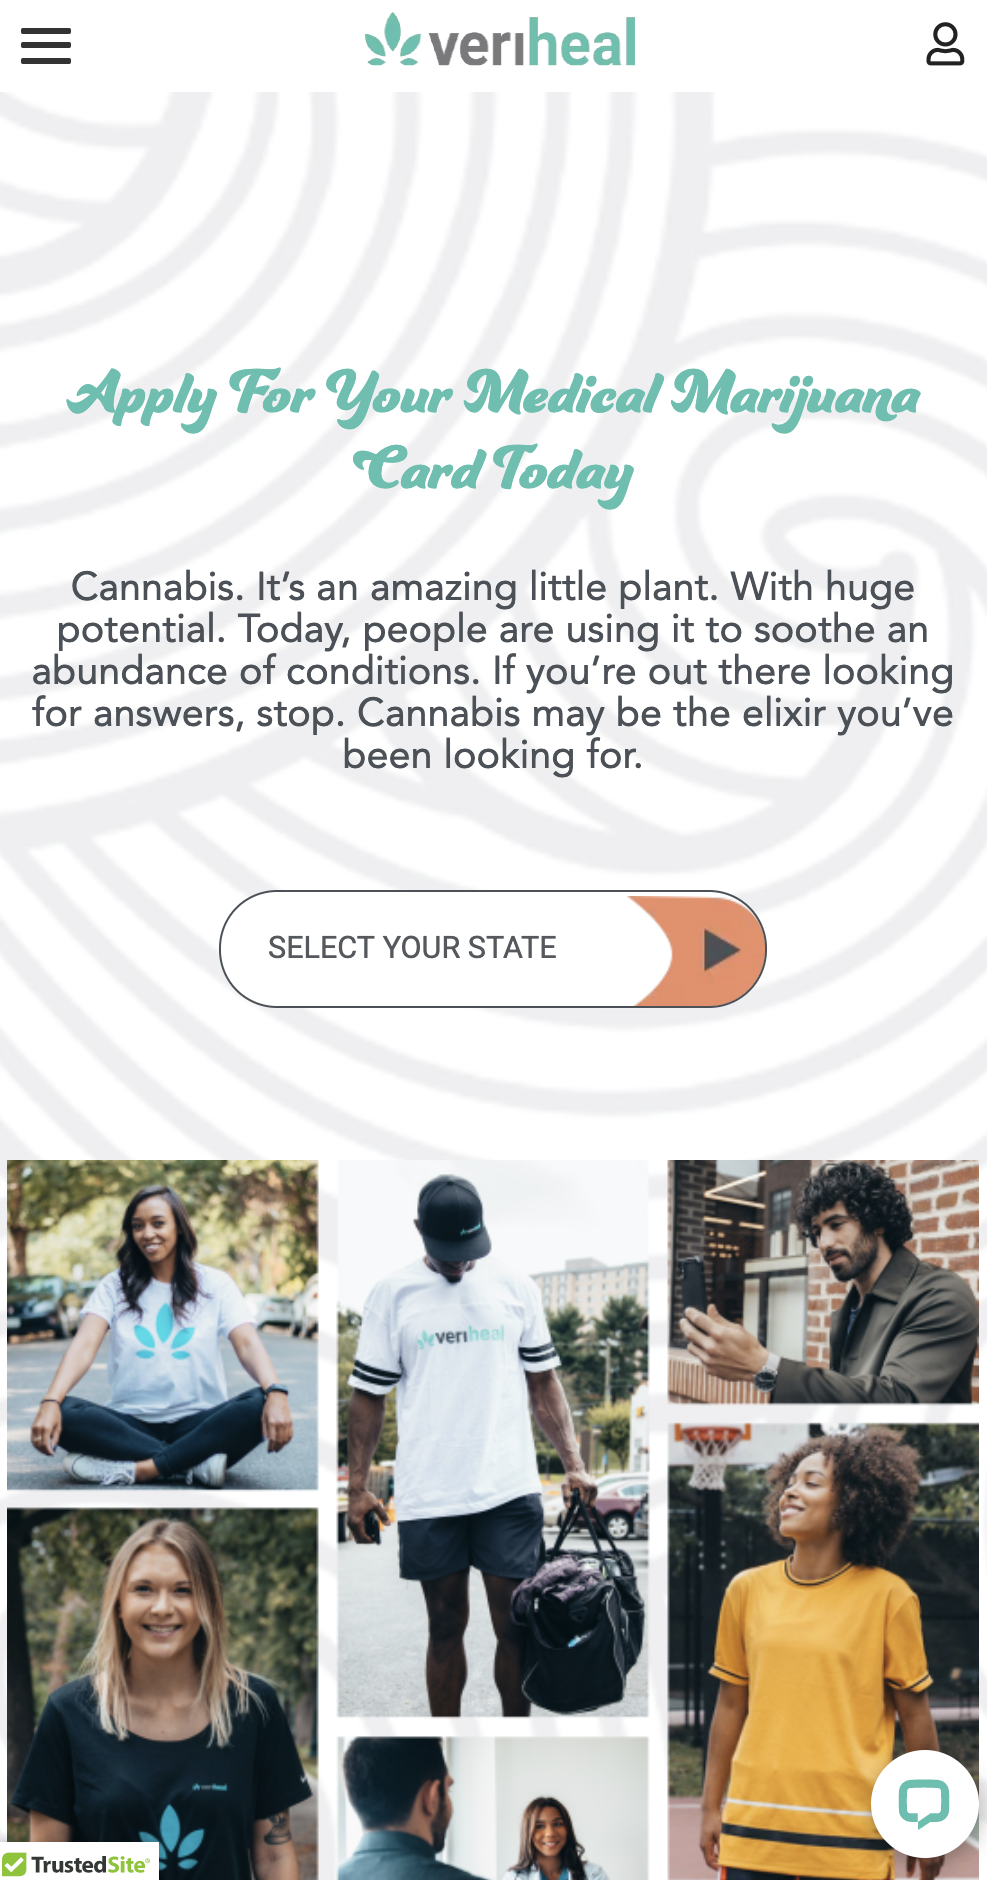 veriheal
Apply For Your Medical Marijuana
Card Today
Cannabis. It’s an amazing little plant. With huge
potential. Today, people are using it to soothe an
abundance of conditions. If you’re out there looking
for answers, stop. Cannabis may be the elixir you’ve
been looking for.
SELECT YOUR STATE
veriheal
veriheal
TrustedSite